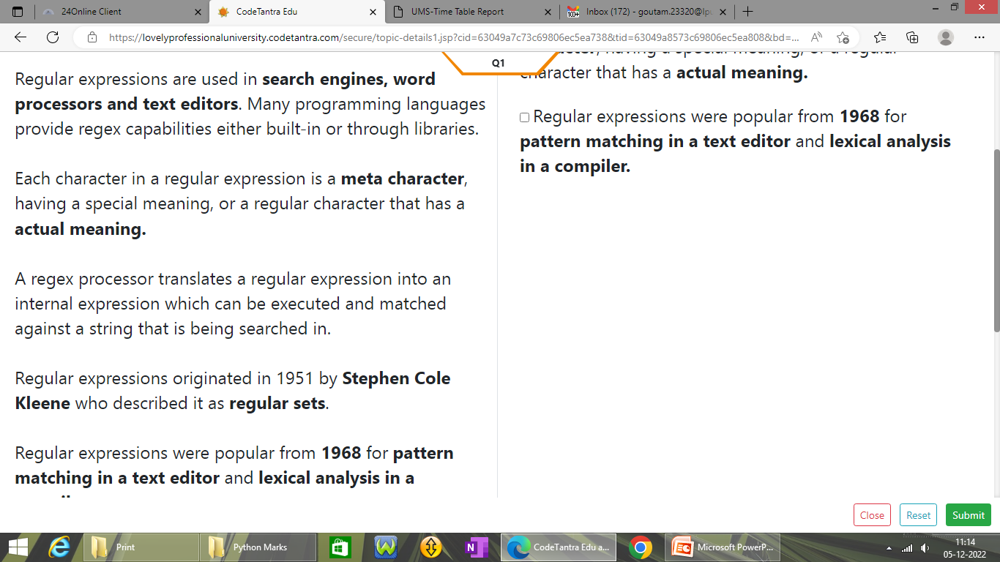 24Online Client
CodeTantra Edu
UMS-Time Table Report
Inbox (172) - goutam.23320@lpu
https://lovelyprofessionaluniversity.codetantra.com/secure/topic-details1.jsp?cid=63049a7c73c69806ec5ea738&tid=63049a8573c69806ec5ea808&bd=...
Q1
Regular expressions are used in search engines, word
processors and text editors. Many programming languages
provide regex capabilities either built-in or through libraries.
Each character in a regular expression is a meta character,
having a special meaning, or a regular character that has a
actual meaning.
A regex processor translates a regular expression into an
internal expression which can be executed and matched
against a string that is being searched in.
Regular expressions originated in 1951 by Stephen Cole
Kleene who described it as regular sets.
Regular expressions were popular from 1968 for pattern
matching in a text editor and lexical analysis in a
having a special meaning, or a regular
character that has a actual meaning.
Regular expressions were popular from 1968 for
pattern matching in a text editor and lexical analysis
in a compiler.
Close
Reset
Submit
Print
Python Marks
CodeTantra Edu a...
Microsoft PowerP...
11:14
05-12-2022